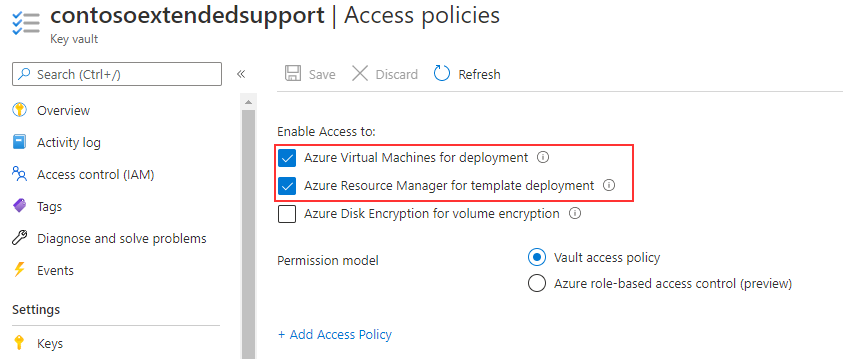 contosoextendedsupport | Access policies
Key vault
Search (Ctrl+/)
«
Save
Discard
Refresh
Overview
Activity log
Access control (IAM)
Tags
Diagnose and solve problems
Events
Settings
Keys
Enable Access to:
Azure Virtual Machines for deployment
Azure Resource Manager for template deployment
Azure Disk Encryption for volume encryption
Permission model
Vault access policy
Azure role-based access control (preview)
+ Add Access Policy